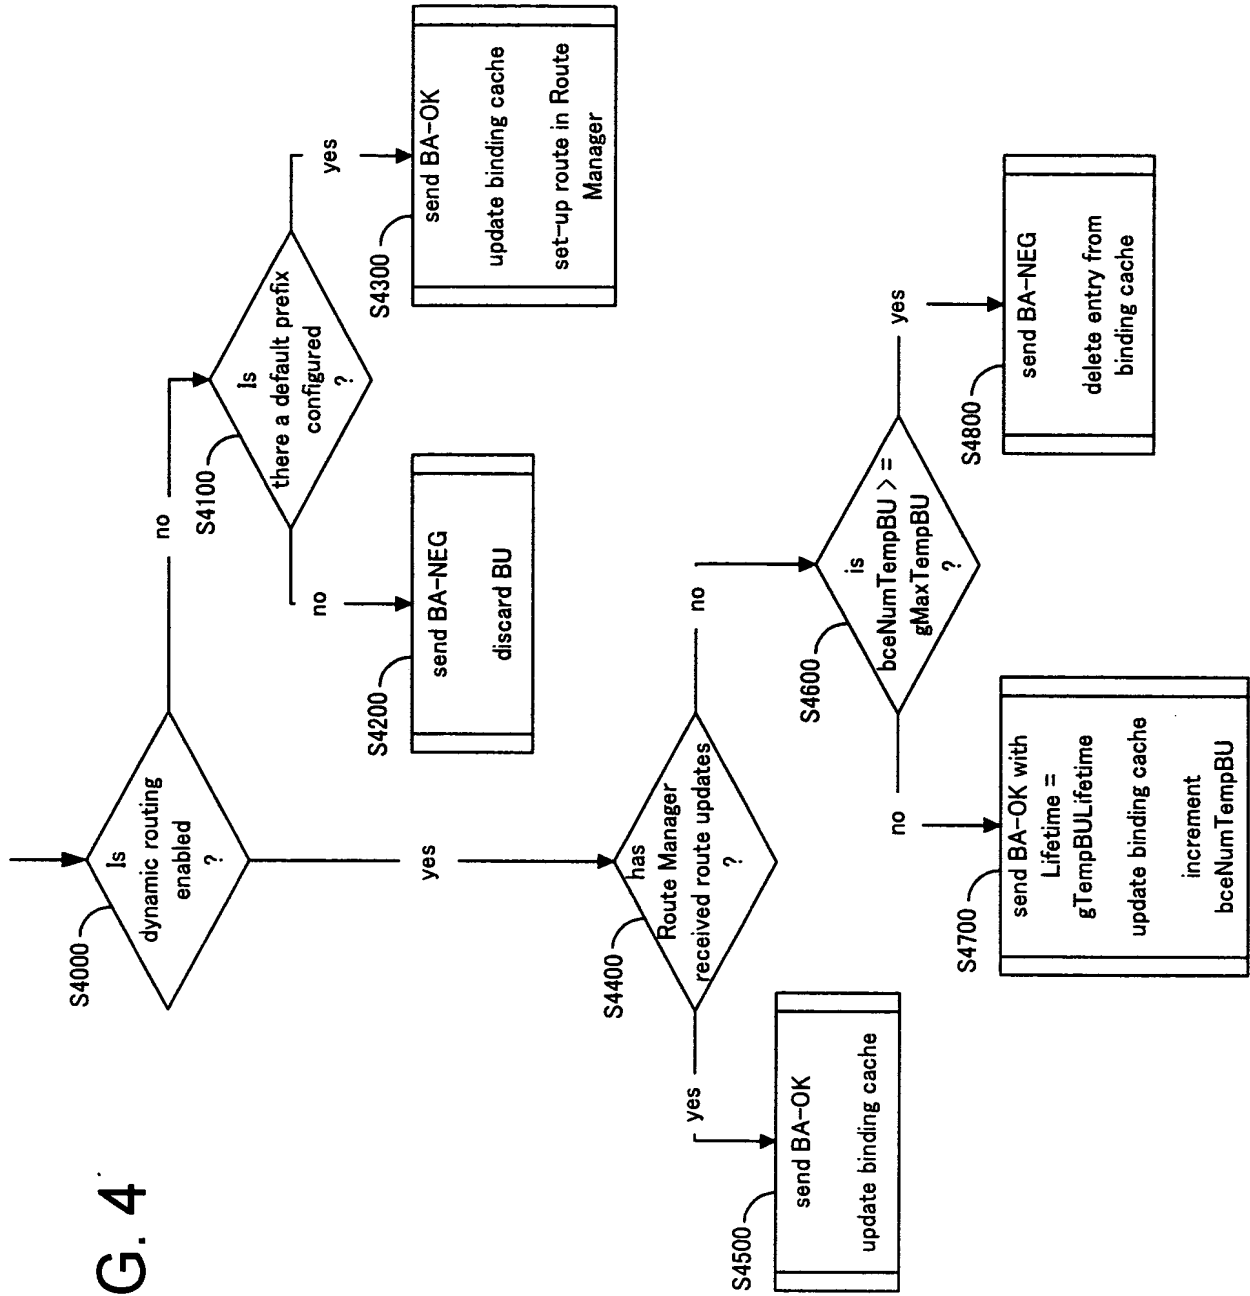 G. 4
S4000
Is
dynamic routing
enabled
?
no
yes
S4100
Is
there a default prefix
configured
?
no
yes
S4200
send BA-NEG
discard BU
S4300
send BA-OK
update binding cache
set-up route in Route
Manager
S4400
has
Route Manager
received route updates
?
yes
no
S4500
send BA-OK
update binding cache
S4600
is
bceNumTempBU >=
gMaxTempBU
?
no
yes
S4700
send BA-OK with
Lifetime =
gTempBULifetime
update binding cache
increment
bceNumTempBU
S4800
send BA-NEG
delete entry from
binding cache